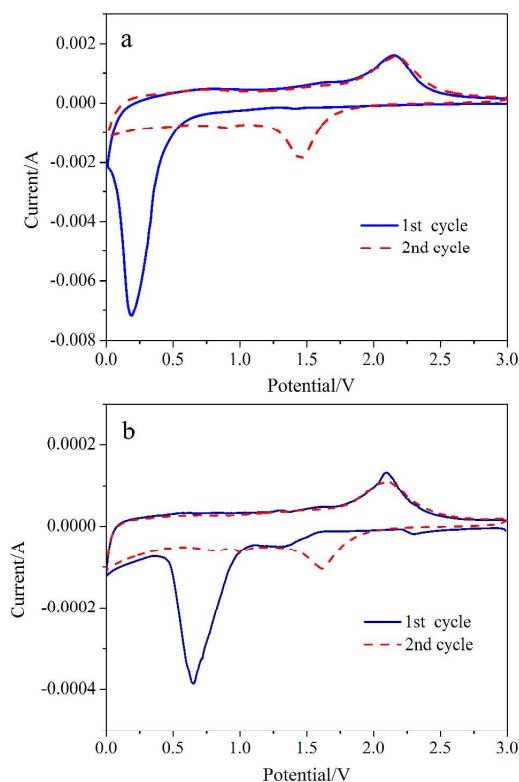 a
0.002
0.000
-0.002
-0.004
-0.006
-0.008
Current/A
1st cycle
2nd cycle
0.0 0.5 1.0 1.5 2.0 2.5 3.0
Potential/V
b
0.0002
0.0000
-0.0002
-0.0004
Current/A
1st cycle
2nd cycle
0.0 0.5 1.0 1.5 2.0 2.5 3.0
Potential/V